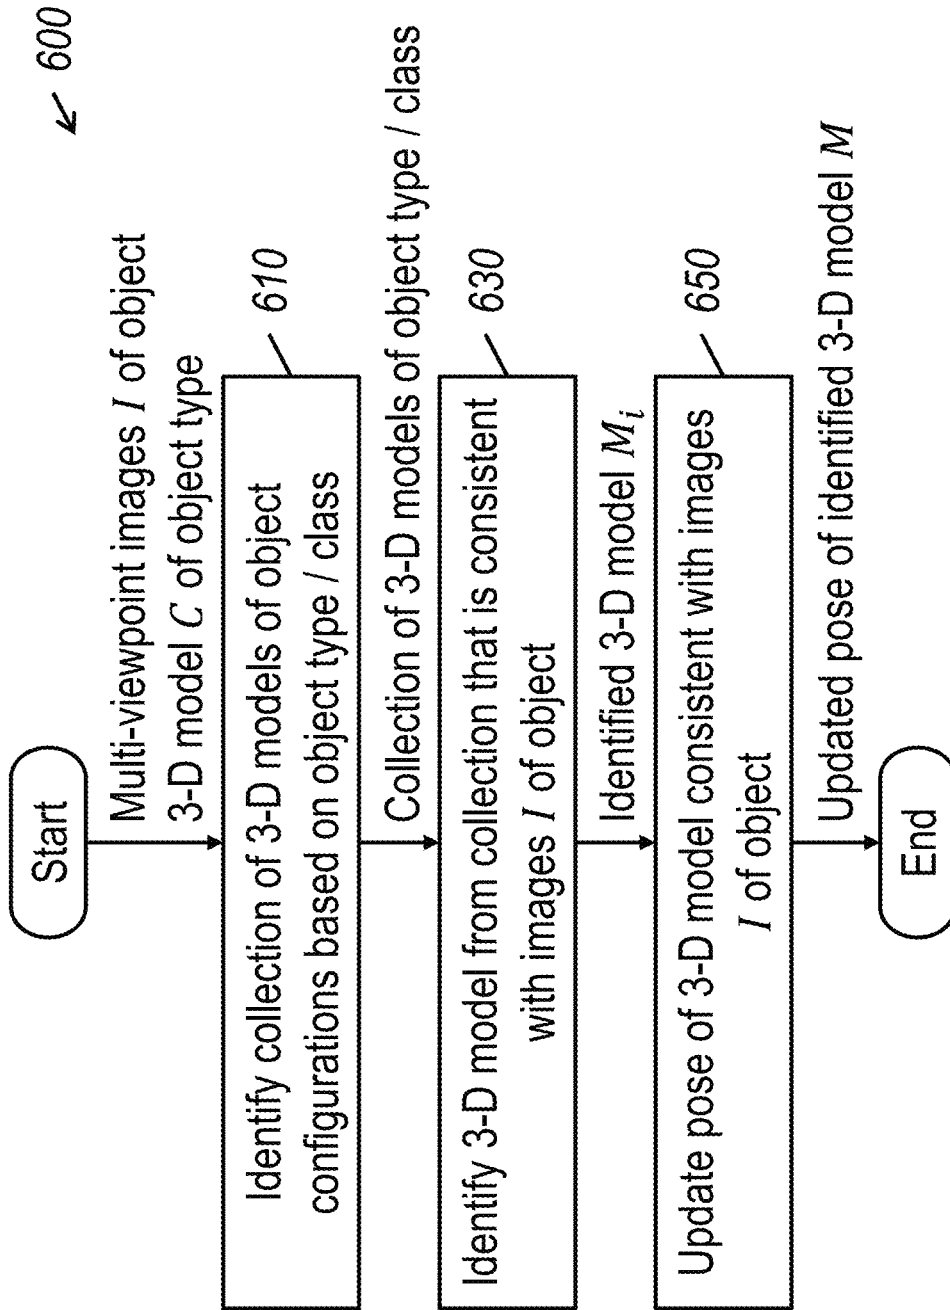 600
Start
Multi-viewpoint images I of object
3-D model C of object type
610
Identify collection of 3-D models of object
configurations based on object type / class
Collection of 3-D models of object type / class
630
Identify 3-D model from collection that is consistent
with images I of object
Identified 3-D model Mi
650
Update pose of 3-D model consistent with images
I of object
Updated pose of identified 3-D model M
End